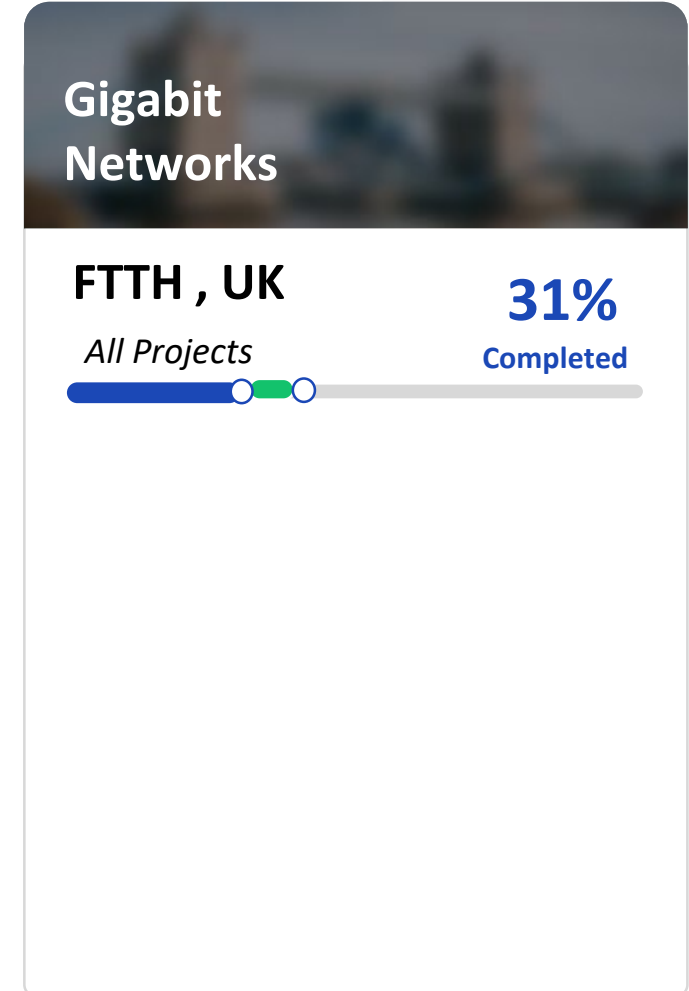 Gigabit
Networks
FTTH , UK
31%
All Projects
Completed